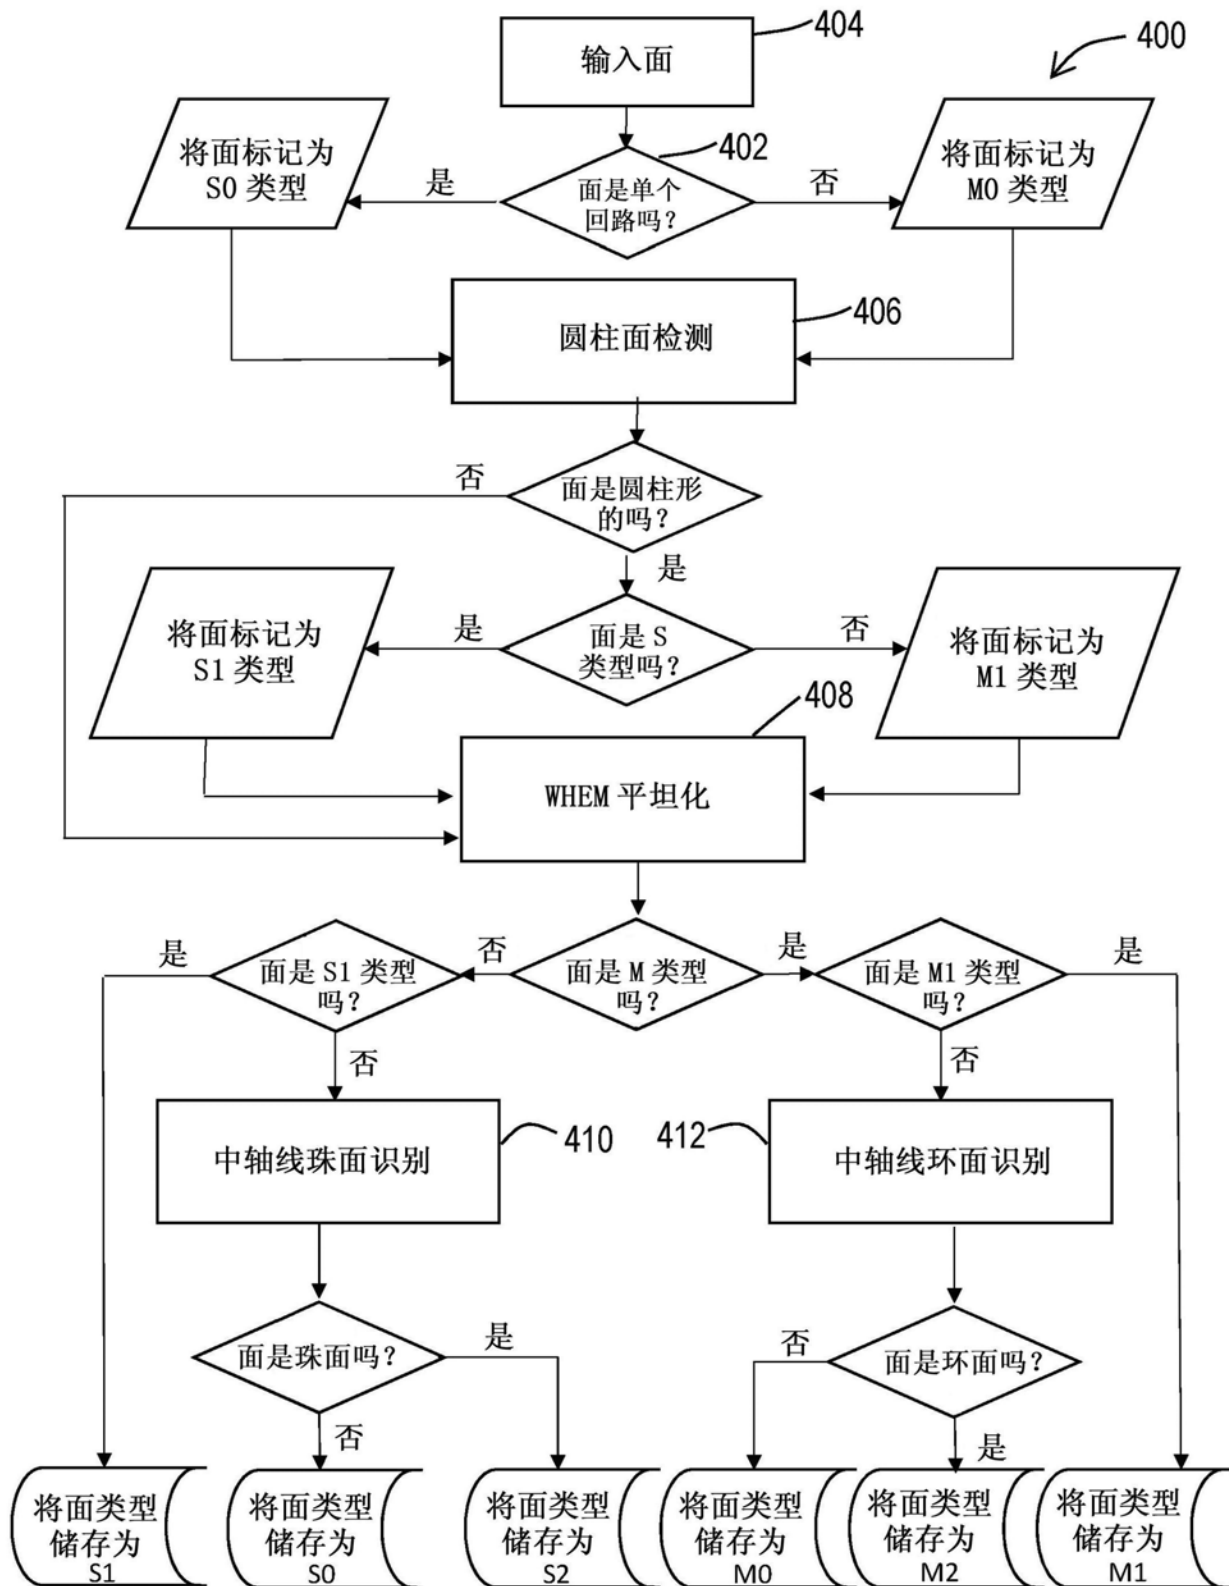 404
输入面
400
将面标记为
S0 类型
402
将面标记为
M0 类型
是
面是单个
回路吗？
否
406
圆柱面检测
否
面是圆柱形
的吗？
是
将面标记为
S1 类型
是
面是 S
类型吗？
否
将面标记为
M1 类型
408
WHEM 平坦化
是
面是 S1 类型
吗？
否
面是 M 类型
吗？
是
面是 M1 类型
吗？
是
否
否
中轴线珠面识别
410
412
中轴线环面识别
面是珠面吗？
是
否
面是环面吗？
否
是
将面类型
储存为
S1
将面类型
储存为
S0
将面类型
储存为
S2
将面类型
储存为
M0
将面类型
储存为
M2
将面类型
储存为
M1